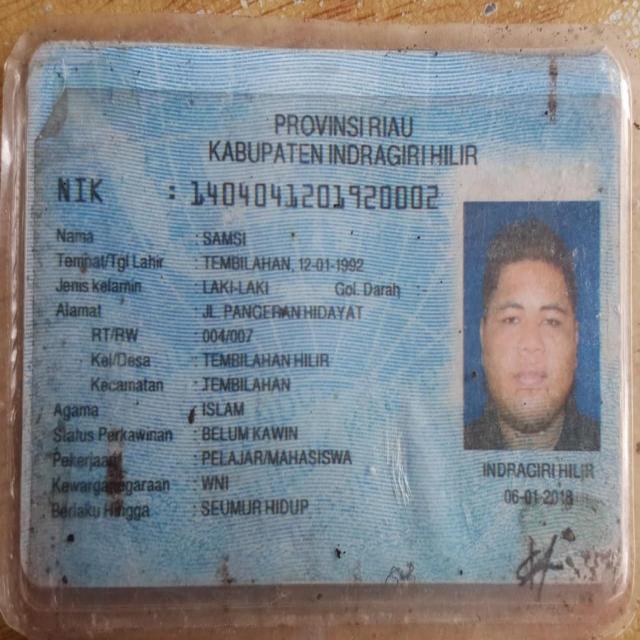 PROVINSI RIAU
KABUPATEN INDRAGIRI HILIR
NIK : 1404041201920002
Nama : SAMSI
Tempat/Tgl Lahir : TEMBILAHAN, 12-01-1992
Jenis kelamin : LAKI-LAKI Gol. Darah
Alamat : JL PANGERAN HIDAYAT
RT/RW : 004/007
Kel/Desa : TEMBILAHAN HILIR
Kecamatan : TEMBILAHAN
Agama : ISLAM
Status Perkawinan : BELUM KAWIN
Pekerjaan : PELAJAR/MAHASISWA
Kewarganegaraan : WNI
Berlaku Hingga : SEUMUR HIDUP
INDRAGIRI HILIR
06-01-2018